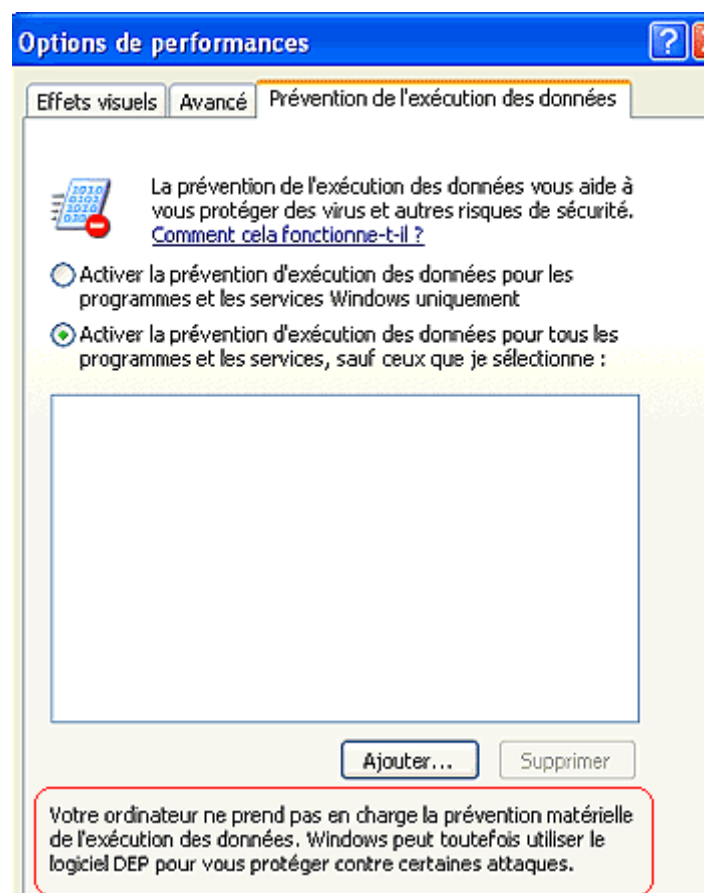 Options de performances
?
Effets visuels
Avancé
Prévention de l'exécution des données
La prévention de l'exécution des données vous aide à
vous protéger des virus et autres risques de sécurité.
Comment cela fonctionne-t-il ?
Activer la prévention d'exécution des données pour les
programmes et les services Windows uniquement
Activer la prévention d'exécution des données pour tous les
programmes et les services, sauf ceux que je sélectionne :
Ajouter...
Supprimer
Votre ordinateur ne prend pas en charge la prévention matérielle
de l'exécution des données. Windows peut toutefois utiliser le
logiciel DEP pour vous protéger contre certaines attaques.